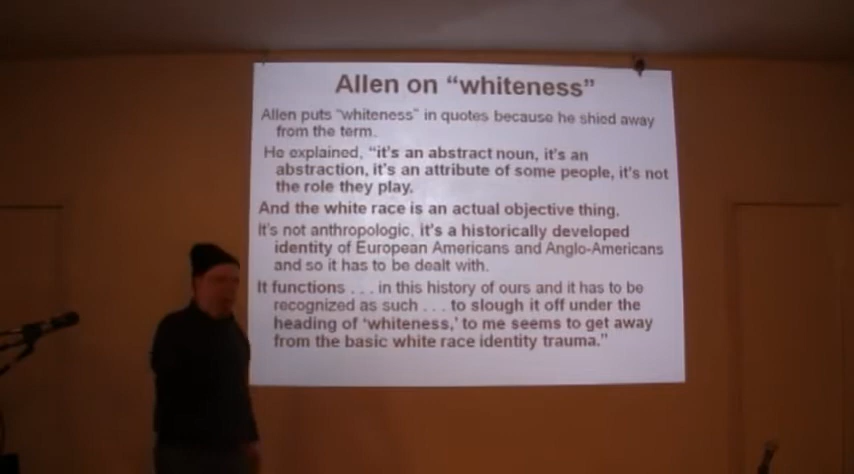 Allen on “whiteness”
Allen puts “whiteness” in quotes because he shied away
from the term.
He explained, “it's an abstract noun, it's an
abstraction, it's an attribute of some people, it's not
the role they play.
And the white race is an actual objective thing.
It's not anthropologic, it's a historically developed
identity of European Americans and Anglo-Americans
and so it has to be dealt with.
It functions . . . in this history of ours and it has to be
recognized as such . . . to slough it off under the
heading of ‘whiteness,’ to me seems to get away
from the basic white race identity trauma.”